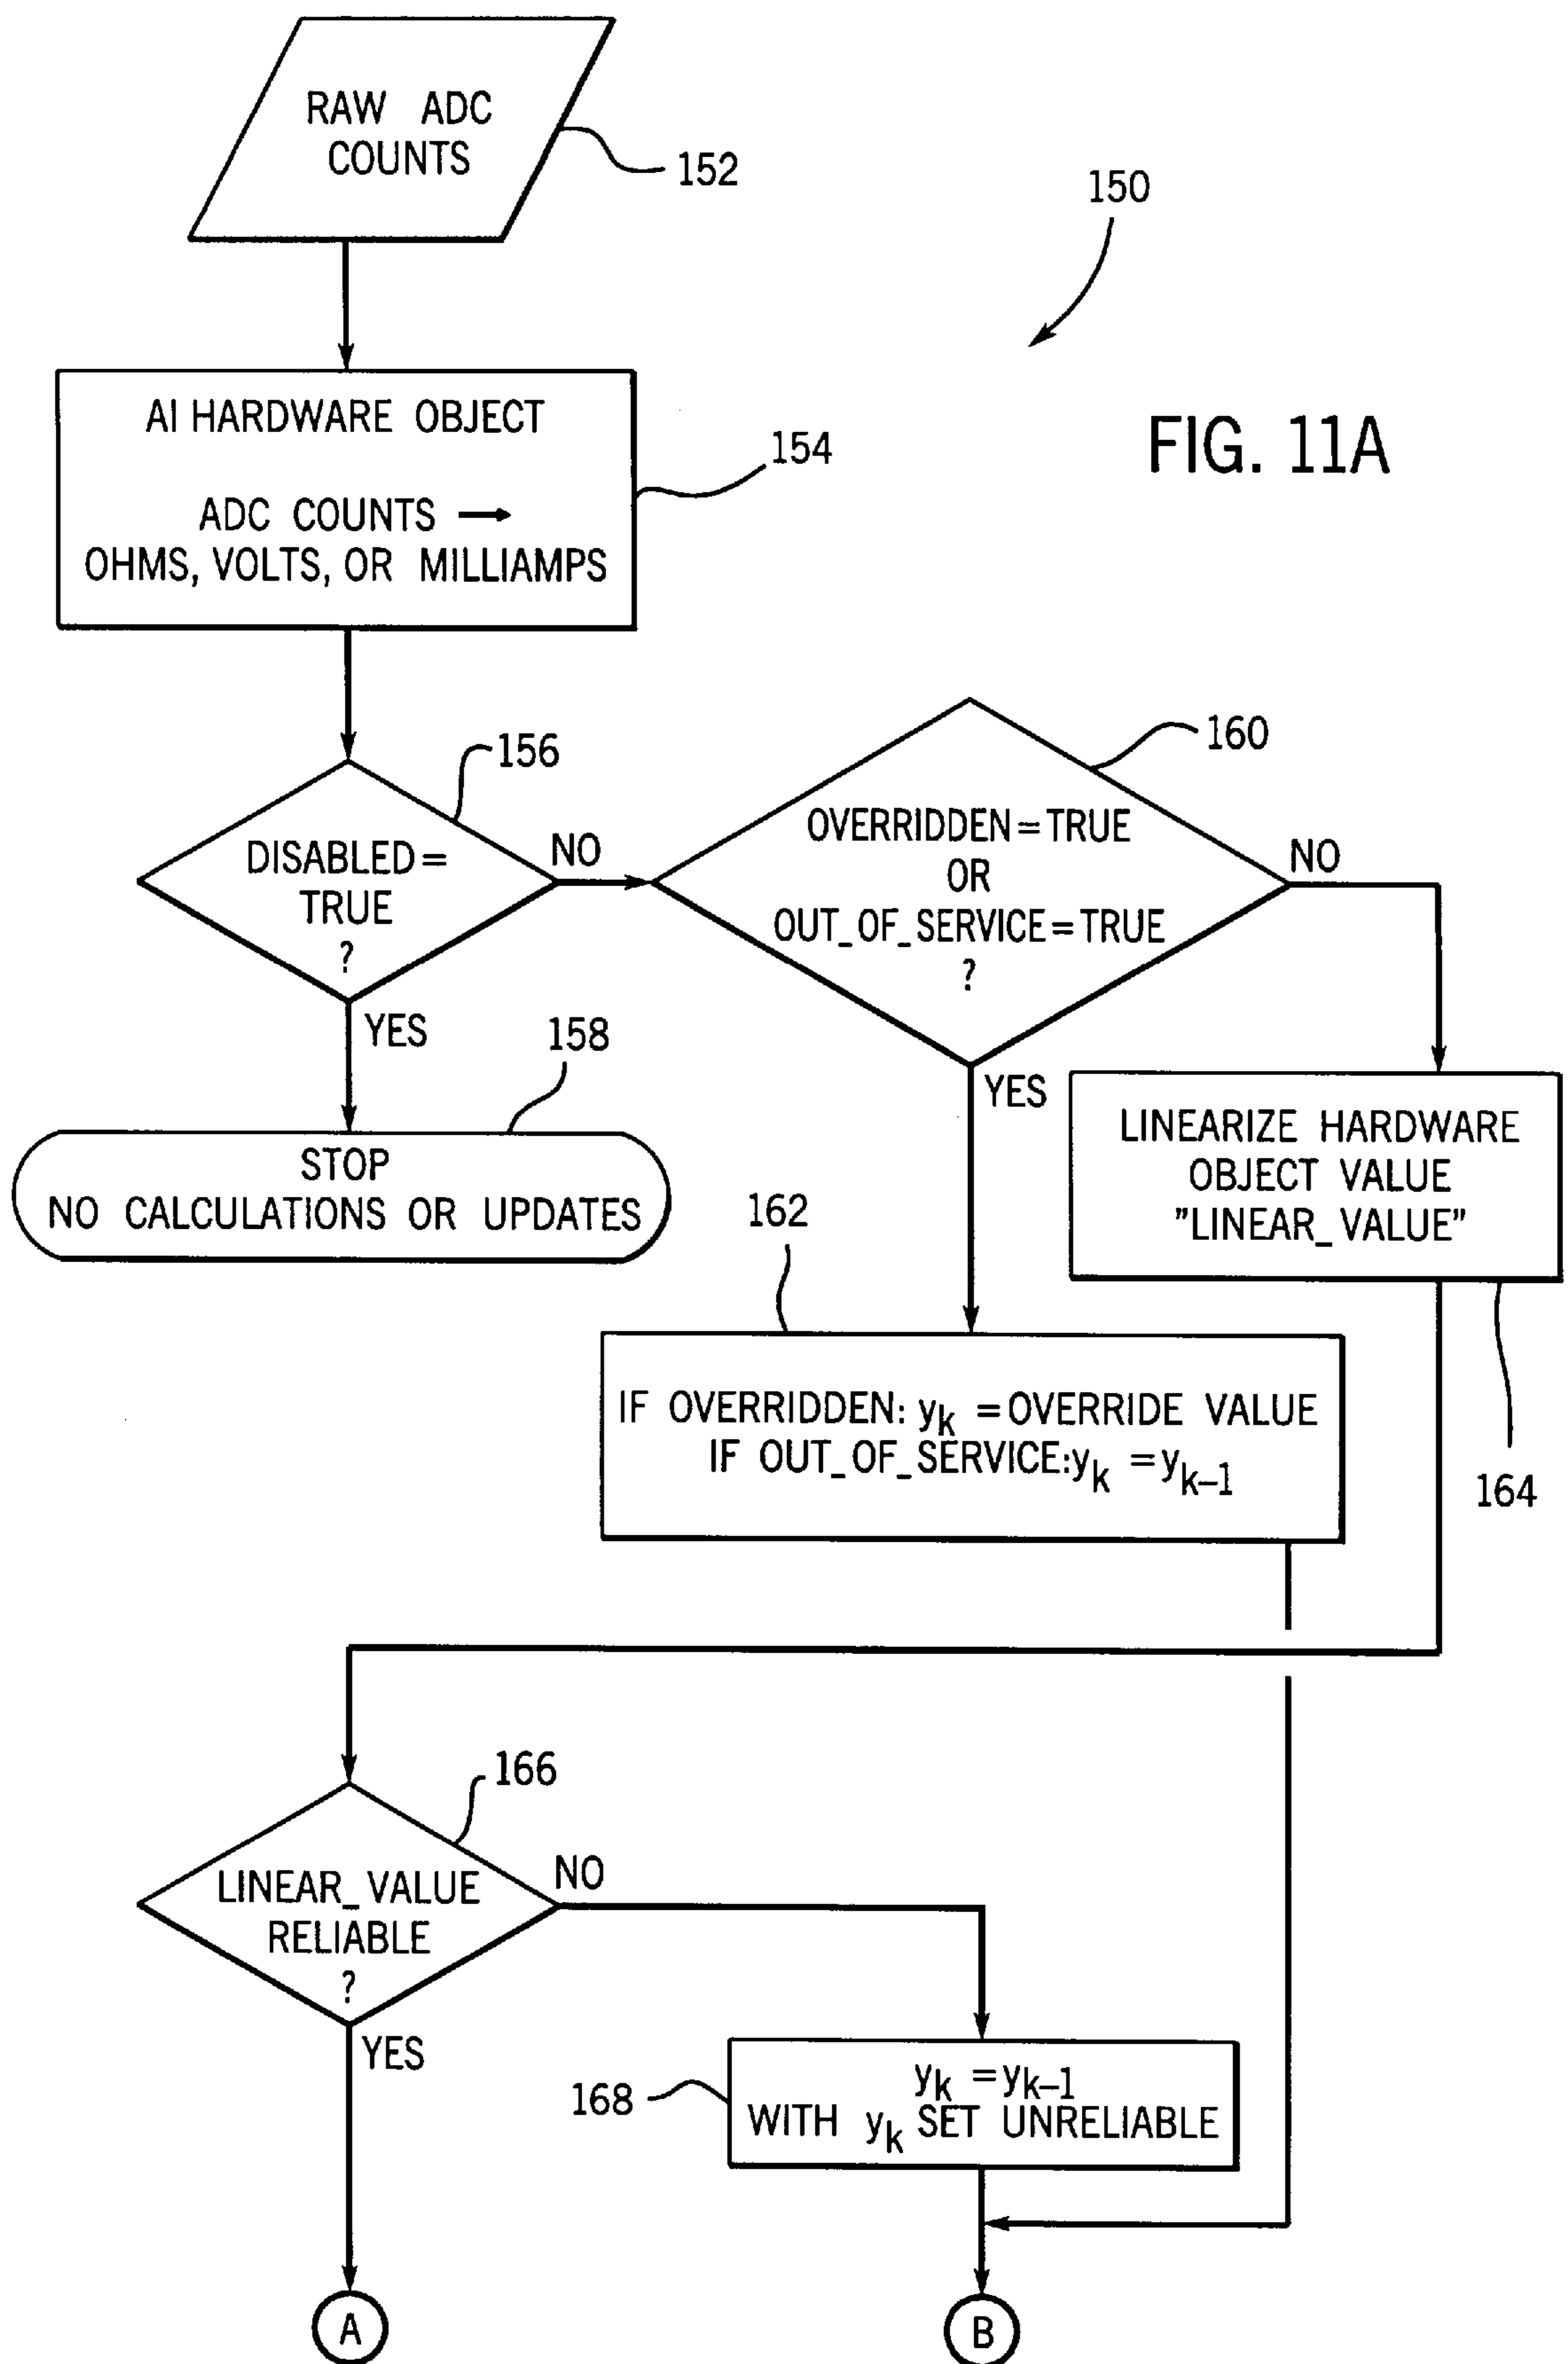 RAW ADC
COUNTS
152
150
AI HARDWARE OBJECT
ADC COUNTS →
OHMS, VOLTS, OR MILLIAMPS
154
FIG. 11A
156
DISABLED =
TRUE
?
NO
YES
158
STOP
NO CALCULATIONS OR UPDATES
160
OVERRIDDEN = TRUE
OR
OUT_OF_SERVICE = TRUE
?
NO
YES
LINEARIZE HARDWARE
OBJECT VALUE
"LINEAR_VALUE"
164
162
IF OVERRIDDEN: yk = OVERRIDE VALUE
IF OUT_OF_SERVICE: yk = yk–1
166
LINEAR_VALUE
RELIABLE
?
NO
YES
168
yk = yk–1
WITH yk SET UNRELIABLE
A
B